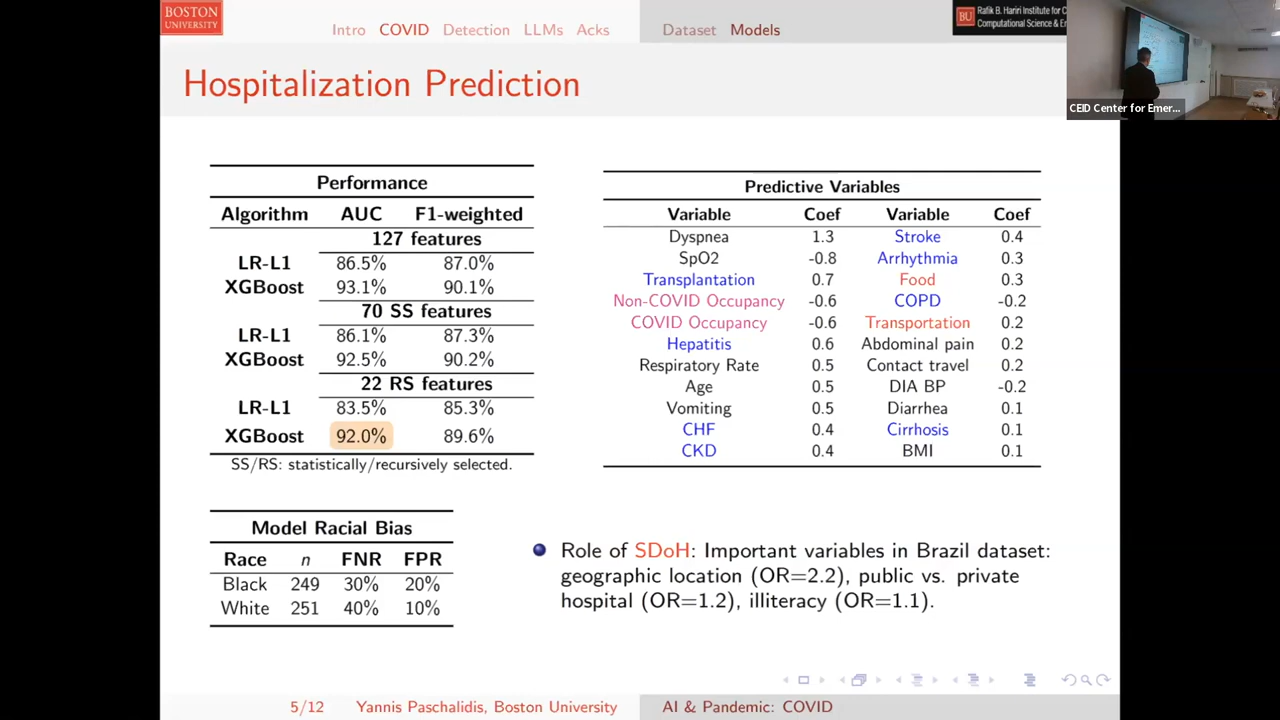 BOSTON
UNIVERSITY
Intro COVID Detection LLMs Acks
Dataset Models
BU
Rafik B. Hariri Institute for C
Computational Science & En
CEID Center for Emer...
Hospitalization Prediction
Performance
Algorithm AUC F1-weighted
127 features
LR-L1 86.5% 87.0%
XGBoost 93.1% 90.1%
70 SS features
LR-L1 86.1% 87.3%
XGBoost 92.5% 90.2%
22 RS features
LR-L1 83.5% 85.3%
XGBoost 92.0% 89.6%
SS/RS: statistically/recursively selected.
Predictive Variables
Variable Coef Variable Coef
Dyspnea 1.3 Stroke 0.4
SpO2 -0.8 Arrhythmia 0.3
Transplantation 0.7 Food 0.3
Non-COVID Occupancy -0.6 COPD -0.2
COVID Occupancy -0.6 Transportation 0.2
Hepatitis 0.6 Abdominal pain 0.2
Respiratory Rate 0.5 Contact travel 0.2
Age 0.5 DIA BP -0.2
Vomiting 0.5 Diarrhea 0.1
CHF 0.4 Cirrhosis 0.1
CKD 0.4 BMI 0.1
Model Racial Bias
Race n FNR FPR
Black 249 30% 20%
White 251 40% 10%
Role of SDoH: Important variables in Brazil dataset:
geographic location (OR=2.2), public vs. private
hospital (OR=1.2), illiteracy (OR=1.1).
5/12 Yannis Paschalidis, Boston University
AI & Pandemic: COVID